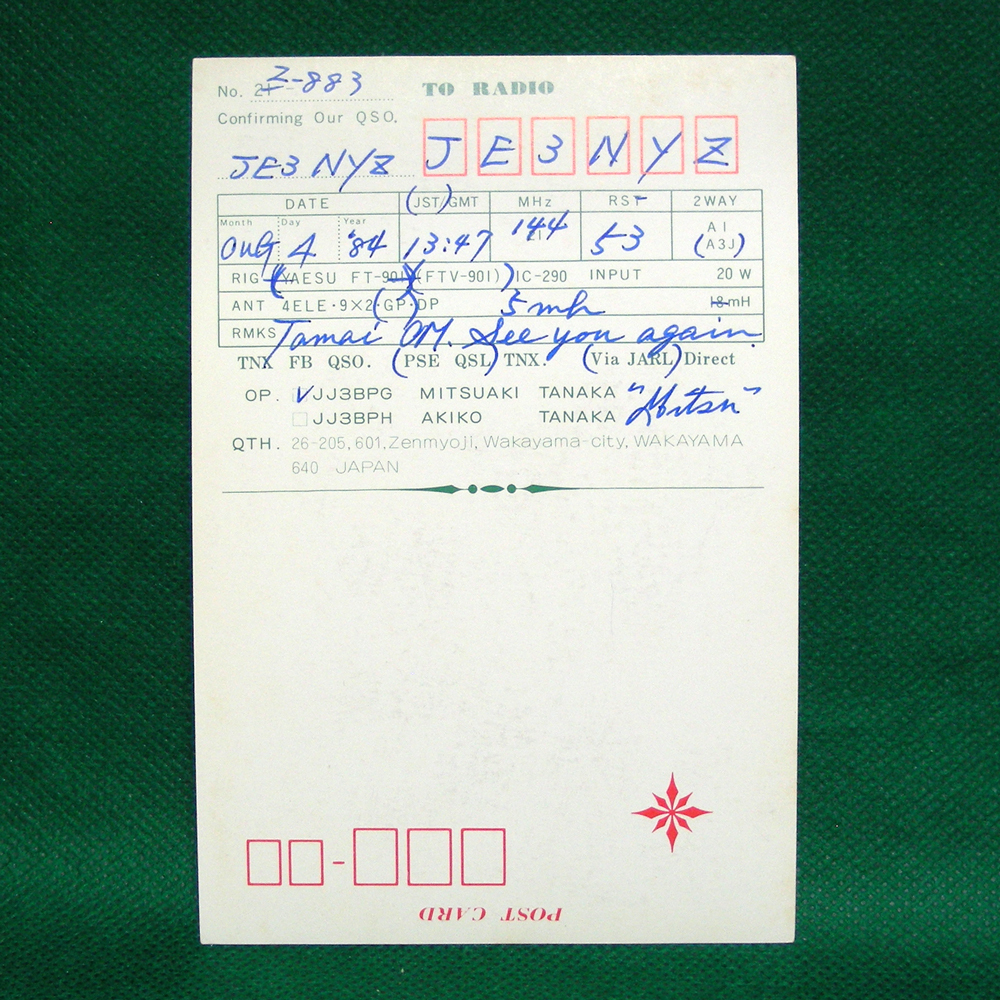 No. 2Z-883 TO RADIO
Confirming Our QSO.
JE3NYZ JE3NYZ
DATE (JST)/GMT MHz RST 2WAY
Month Day Year A1
Aug 4 '84 13:47 144 53 (A3J)
RIG (YAESU FT-901)(FTV-901) IC-290 INPUT 20 W
ANT 4ELE·9×2·(GP)·DP 5mh 18mH
RMKS Tamai OM. See you again.
TNX FB QSO. (PSE QSL) TNX. (Via JARL) Direct
OP. ✓JJ3BPG MITSUAKI TANAKA "Mitsu"
□JJ3BPH AKIKO TANAKA
QTH. 26-205,601,Zenmyoji, Wakayama-city, WAKAYAMA
640 JAPAN
POST CARD